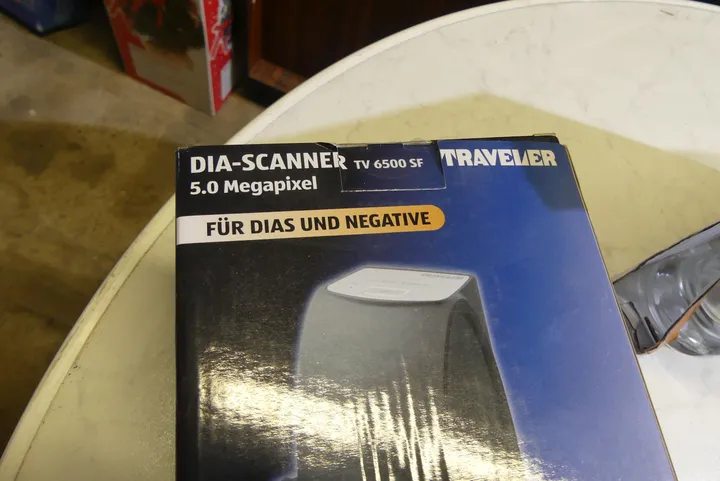 DIA-SCANNER TV 6500 SF TRAVELER
5.0 Megapixel
FÜR DIAS UND NEGATIVE